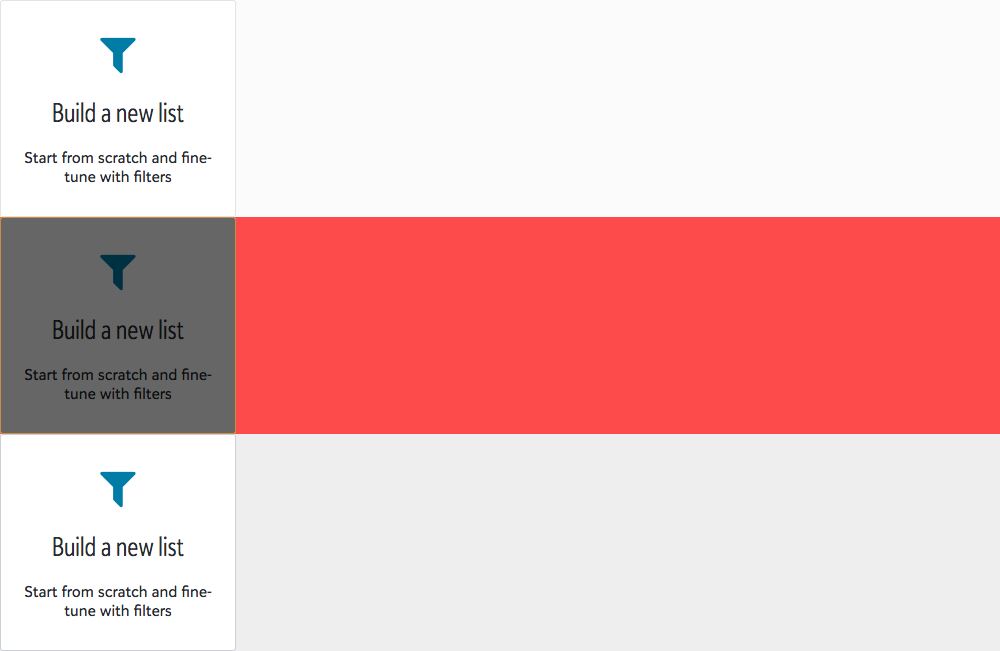 Build a new list
Start from scratch and fine-
tune with filters
Build a new list
Start from scratch and fine-
tune with filters
Build a new list
Start from scratch and fine-
tune with filters